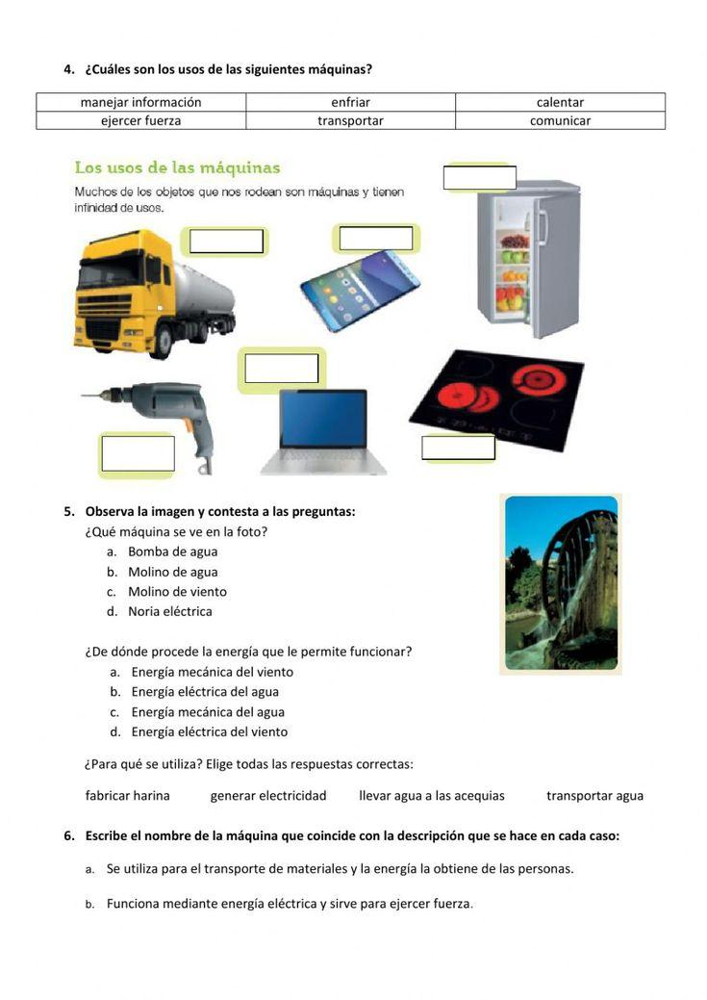 4. ¿Cuáles son los usos de las siguientes máquinas?
manejar información enfriar calentar
ejercer fuerza transportar comunicar
Los usos de las máquinas
Muchos de los objetos que nos rodean son máquinas y tienen
infinidad de usos.
5. Observa la imagen y contesta a las preguntas:
¿Qué máquina se ve en la foto?
a. Bomba de agua
b. Molino de agua
c. Molino de viento
d. Noria eléctrica
¿De dónde procede la energía que le permite funcionar?
a. Energía mecánica del viento
b. Energía eléctrica del agua
c. Energía mecánica del agua
d. Energía eléctrica del viento
¿Para qué se utiliza? Elige todas las respuestas correctas:
fabricar harina generar electricidad llevar agua a las acequias transportar agua
6. Escribe el nombre de la máquina que coincide con la descripción que se hace en cada caso:
a. Se utiliza para el transporte de materiales y la energía la obtiene de las personas.
b. Funciona mediante energía eléctrica y sirve para ejercer fuerza.